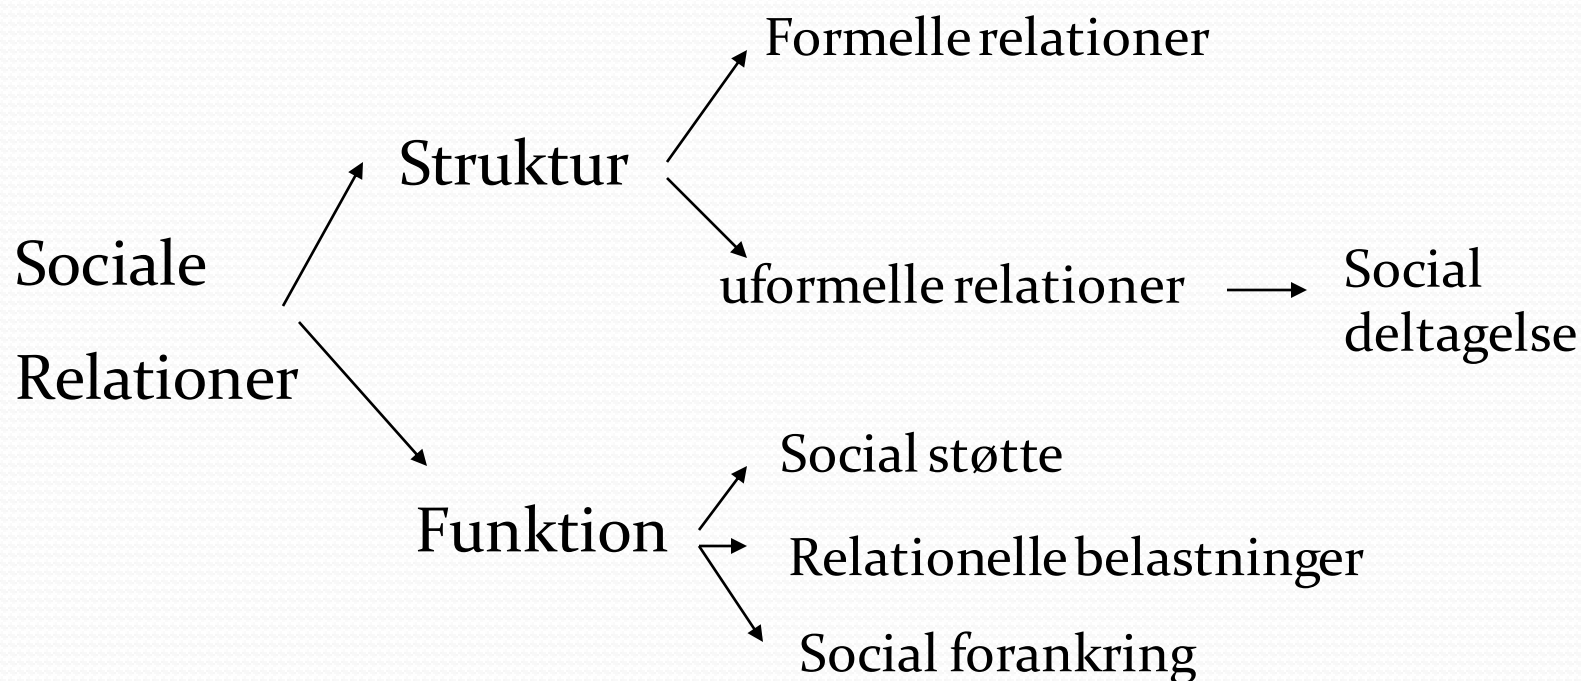 Formelle relationer
Struktur
Sociale
Relationer
uformelle relationer
Social
deltagelse
Social støtte
Funktion
Relationelle belastninger
Social forankring